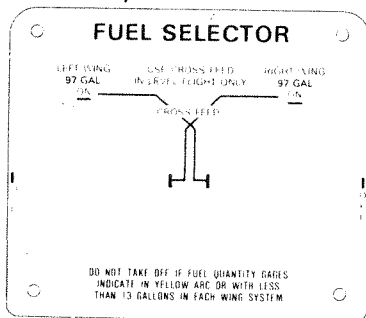 FUEL SELECTOR
LEFT WING USE CROSS FEED RIGHT WING
97 GAL IN LEVEL FLIGHT ONLY 97 GAL
ON ON
CROSS FEED
DO NOT TAKE OFF IF FUEL QUANTITY GAGES
INDICATE IN YELLOW ARC OR WITH LESS
THAN 13 GALLONS IN EACH WING SYSTEM